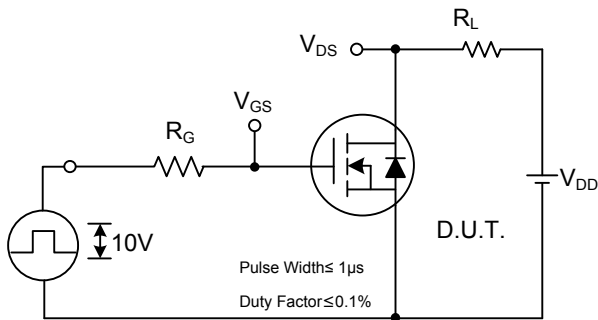 R_L
V_DS
V_GS
R_G
V_DD
D.U.T.
10V
Pulse Width≤ 1μs
Duty Factor≤0.1%